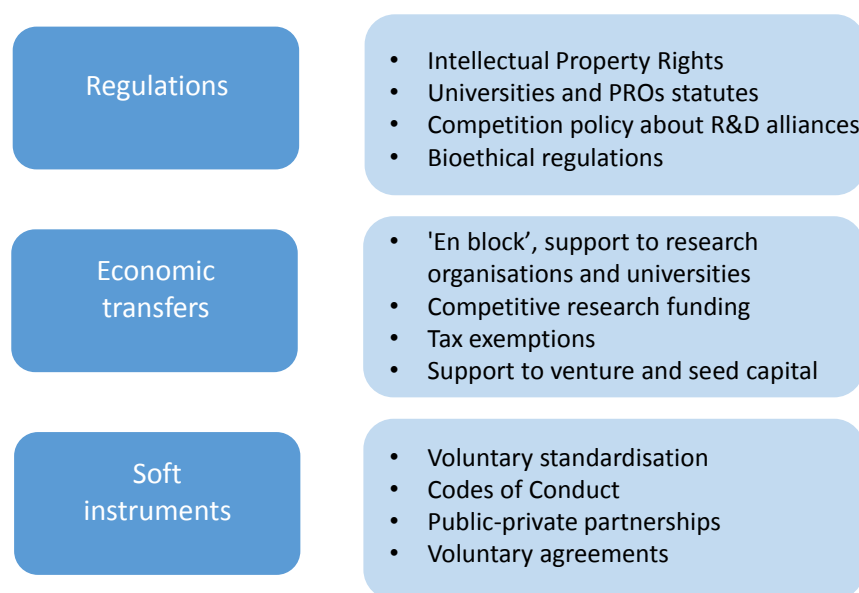 Regulations
• Intellectual Property Rights
• Universities and PROs statutes
• Competition policy about R&D alliances
• Bioethical regulations
Economic
transfers
• 'En block’, support to research
organisations and universities
• Competitive research funding
• Tax exemptions
• Support to venture and seed capital
Soft
instruments
• Voluntary standardisation
• Codes of Conduct
• Public-private partnerships
• Voluntary agreements